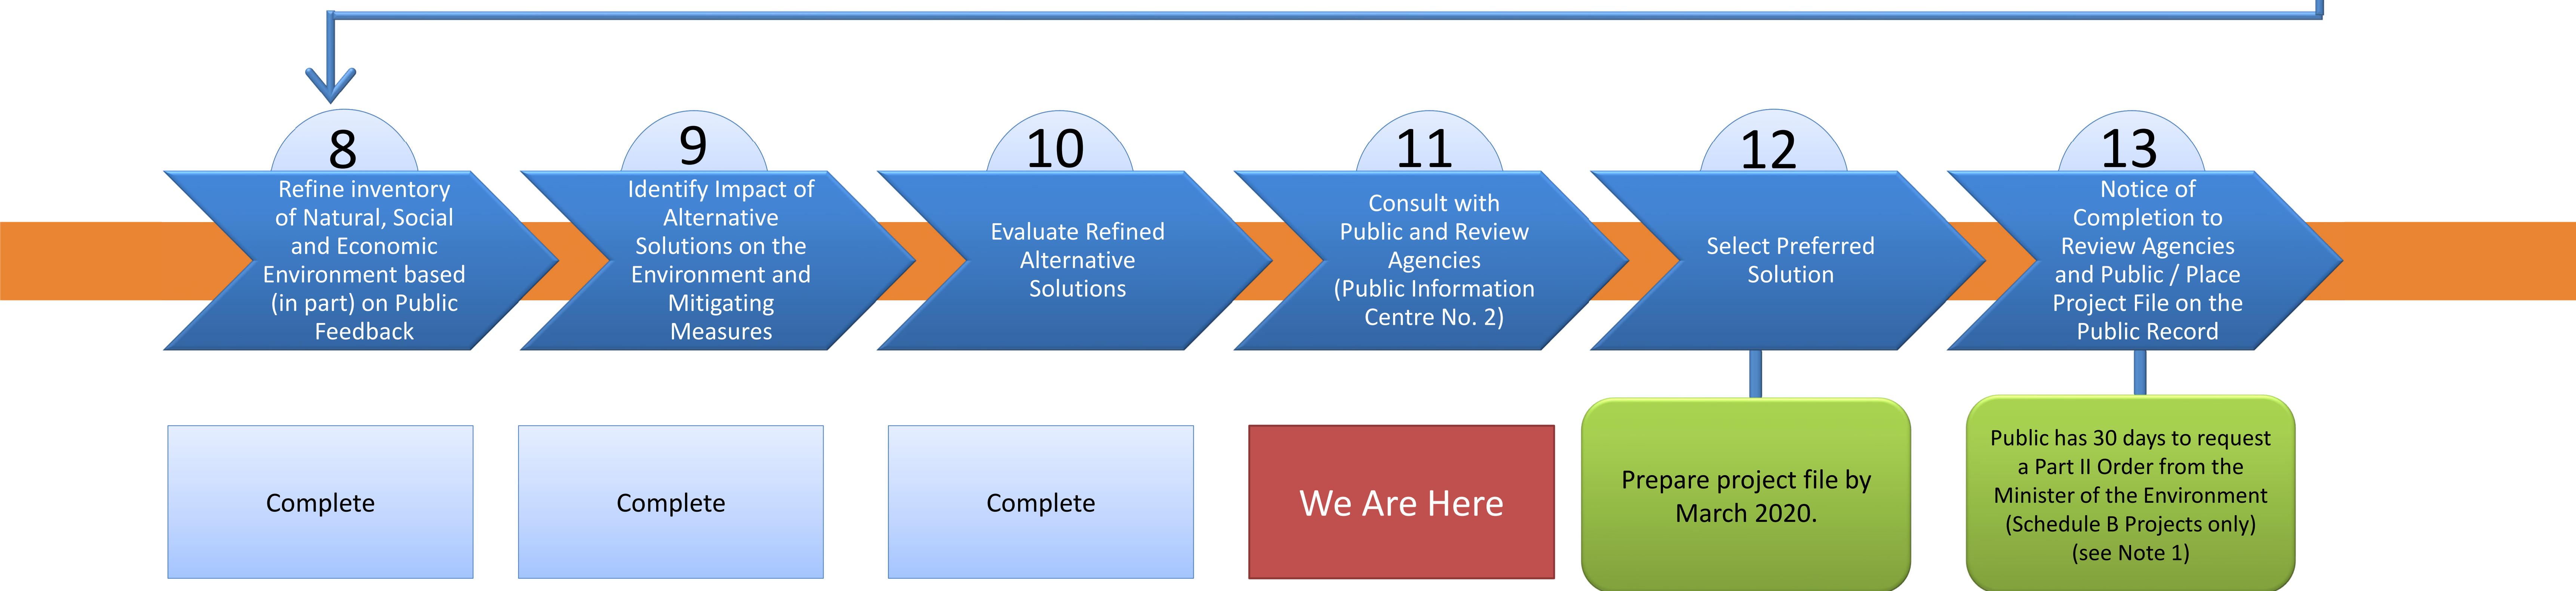 8
Refine inventory
of Natural, Social
and Economic
Environment based
(in part) on Public
Feedback
Complete
9
Identify Impact of
Alternative
Solutions on the
Environment and
Mitigating
Measures
Complete
10
Evaluate Refined
Alternative
Solutions
Complete
11
Consult with
Public and Review
Agencies
(Public Information
Centre No. 2)
We Are Here
12
Select Preferred
Solution
Prepare project file by
March 2020.
13
Notice of
Completion to
Review Agencies
and Public / Place
Project File on the
Public Record
Public has 30 days to request
a Part II Order from the
Minister of the Environment
(Schedule B Projects only)
(see Note 1)